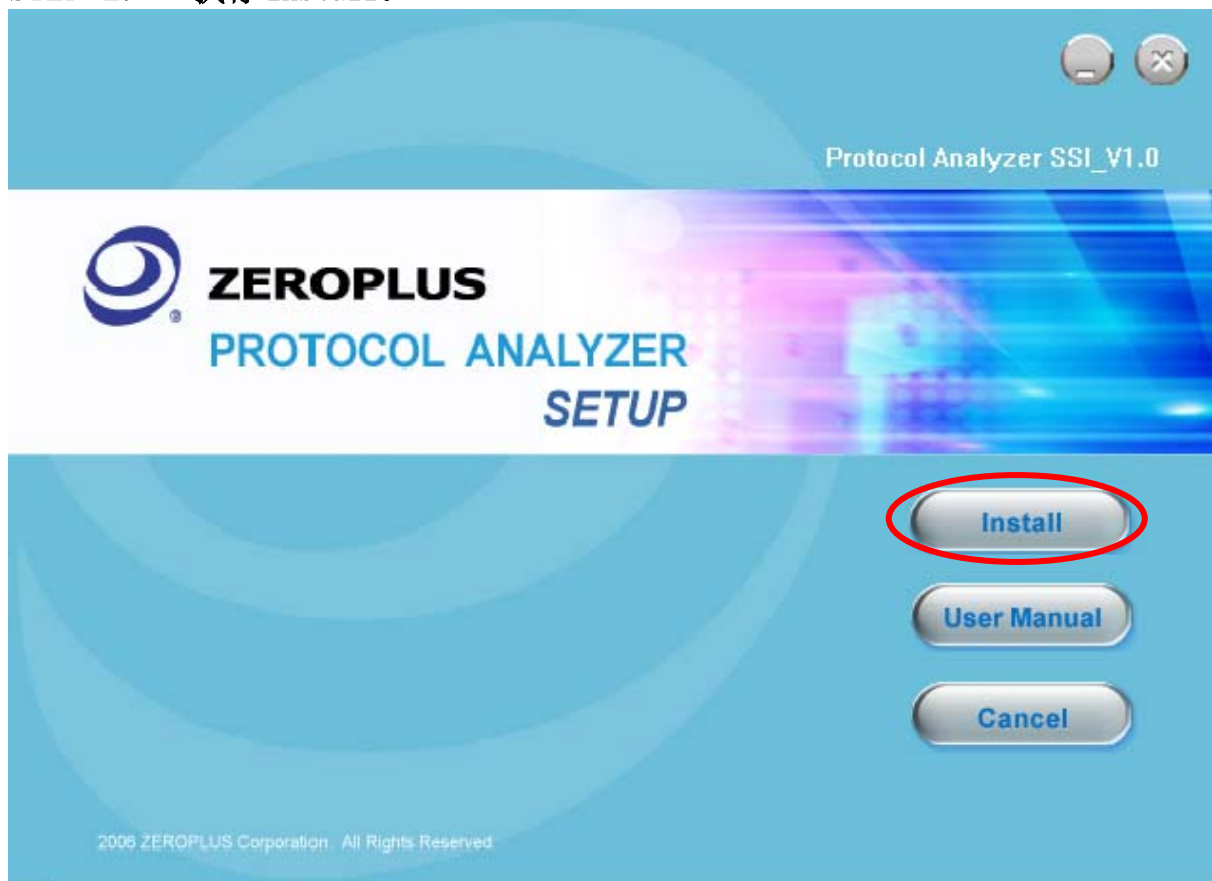 Protocol Analyzer SSI_V1.0
ZEROPLUS
®
PROTOCOL ANALYZER
SETUP
Install
User Manual
Cancel
2006 ZEROPLUS Corporation. All Rights Reserved.